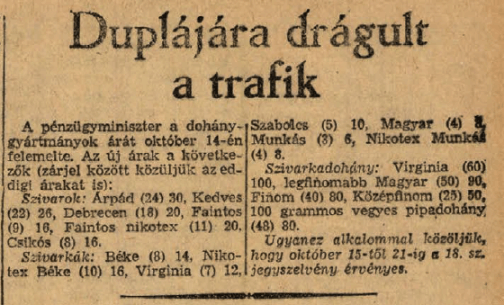 Duplájára drágult
a trafik
A pénzügyminiszter a dohány-
gyártmányok árát október 14-én
felemelte. Az új árak a követke-
zők (zárjel között közüljük az ed-
digi árakat is):
Szivarok: Árpád (24) 30, Kedves
(22) 26, Debrecen (18) 20, Faintos
(9) 16, Faintos nikotex (11) 20,
Csikós (8) 16.
Szivarkák: Béke (8) 14, Niko-
tex Béke (10) 16, Virginia (7) 12,
Szabolcs (5) 10, Magyar (4) 8,
Munkás (3) 6, Nikotex Munkás
(4) 8.
Szivarkadohány: Virginia (60)
100, legfinomabb Magyar (50) 90,
Finom (40) 80, Középfinom (25) 50,
100 grammos vegyes pipadohány
(48) 80.
Ugyanez alkalommal közöljük,
hogy október 15-től 21-ig a 18. sz.
jegyszelvény érvényes.